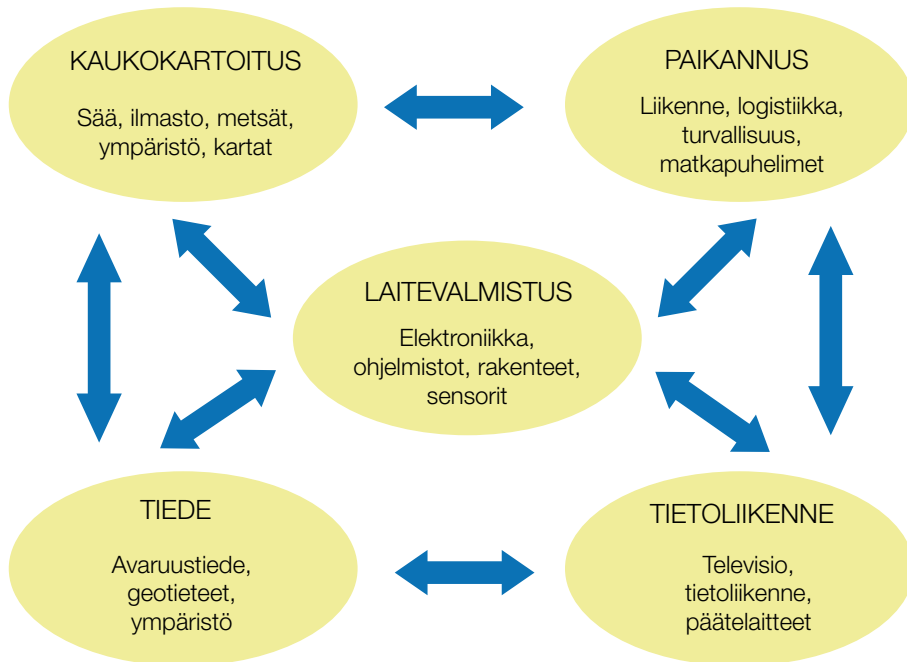 KAUKOKARTOITUS
Sää, ilmasto, metsät,
ympäristö, kartat
PAIKANNUS
Liikenne, logistiikka,
turvallisuus,
matkapuhelimet
LAITEVALMISTUS
Elektroniikka,
ohjelmistot, rakenteet,
sensorit
TIEDE
Avaruustiede,
geotieteet,
ympäristö
TIETOLIIKENNE
Televisio,
tietoliikenne,
päätelaitteet